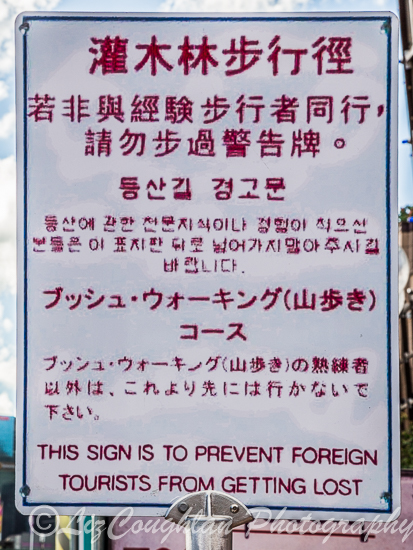 灌木林步行徑
若非與經驗步行者同行，
請勿步過警告牌。
등산길 경고문
등산에 관한 전문지식이나 경험이 적으신
분들은 이 표지판 뒤로 넘어가지말아주시길
바랍니다.
ブッシュ・ウォーキング(山歩き)
コース
ブッシュ・ウォーキング(山歩き)の熟練者
以外は、これより先には行かないで
下さい。
THIS SIGN IS TO PREVENT FOREIGN
TOURISTS FROM GETTING LOST
©LizCoughlan Photography